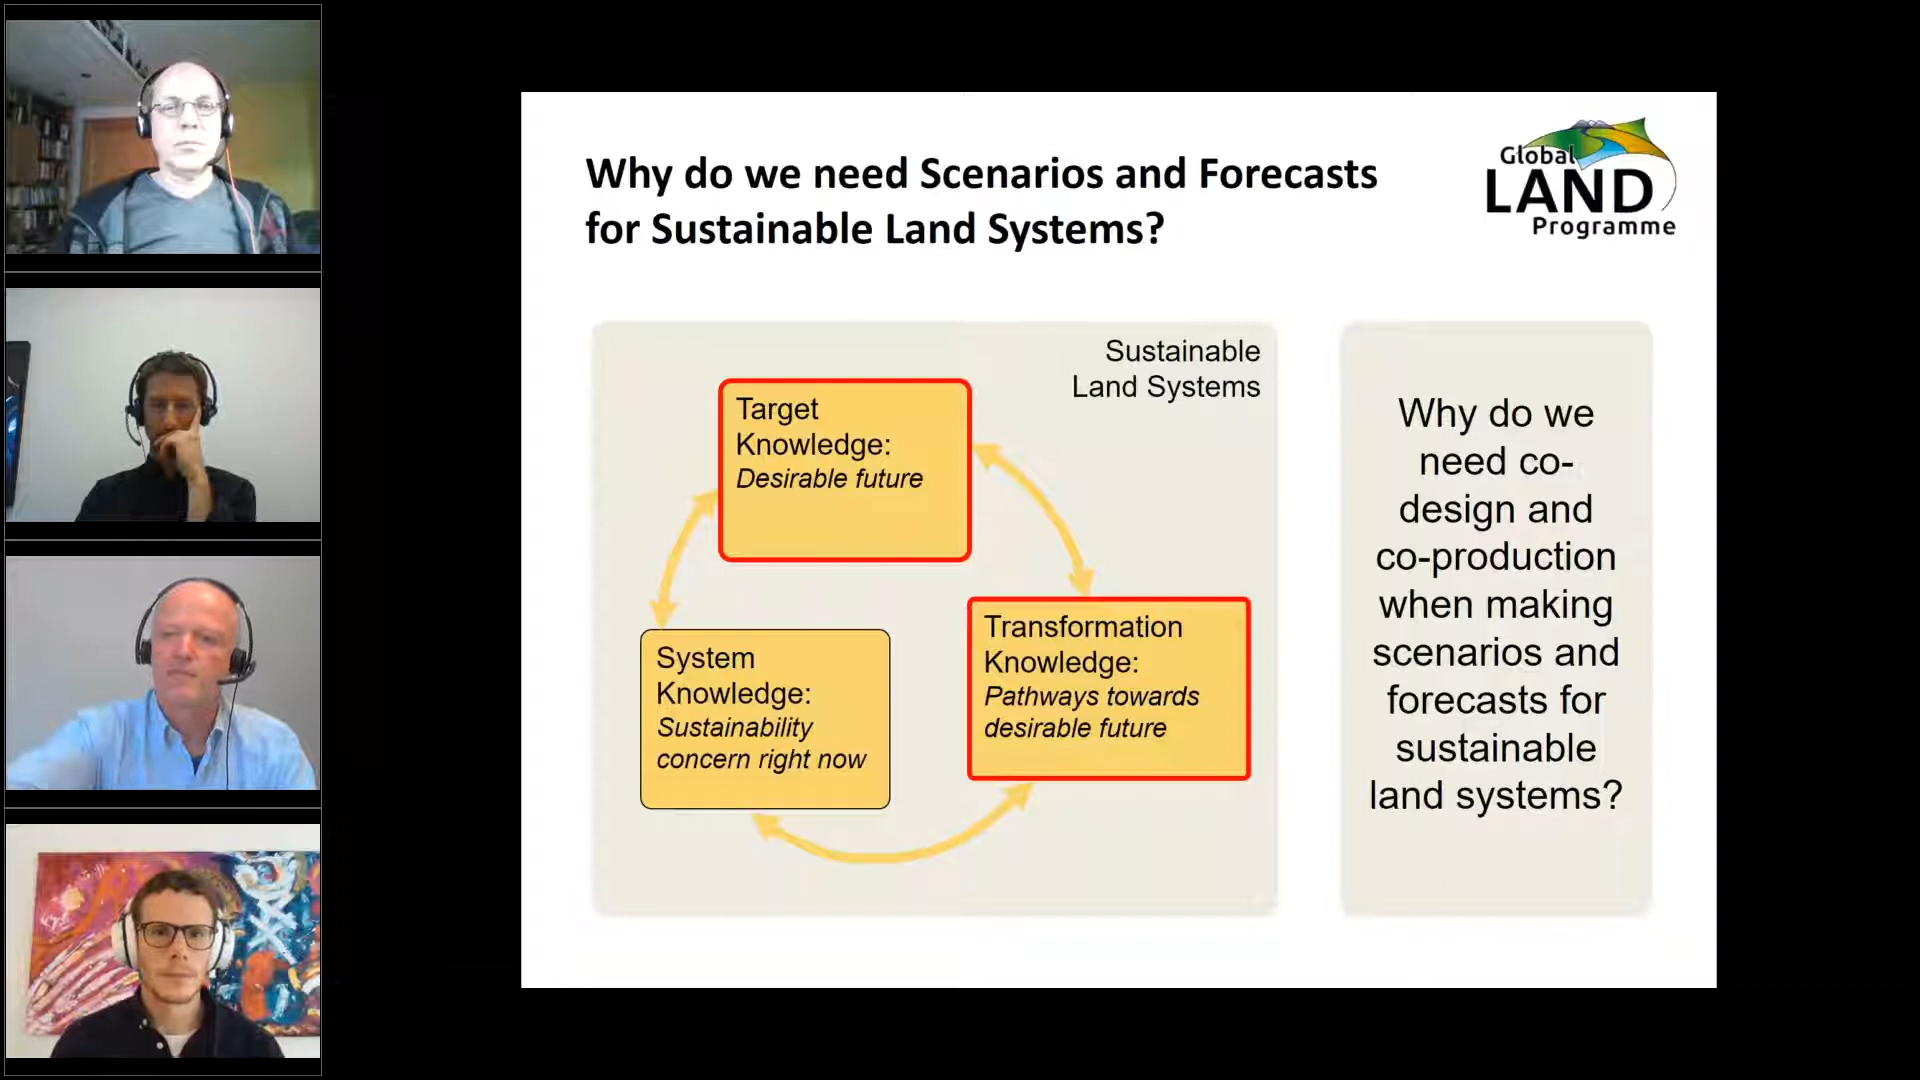 Why do we need Scenarios and Forecasts
for Sustainable Land Systems?
Global
LAND
Programme
Sustainable
Land Systems
Target
Knowledge:
Desirable future
System
Knowledge:
Sustainability
concern right now
Transformation
Knowledge:
Pathways towards
desirable future
Why do we
need co-
design and
co-production
when making
scenarios and
forecasts for
sustainable
land systems?